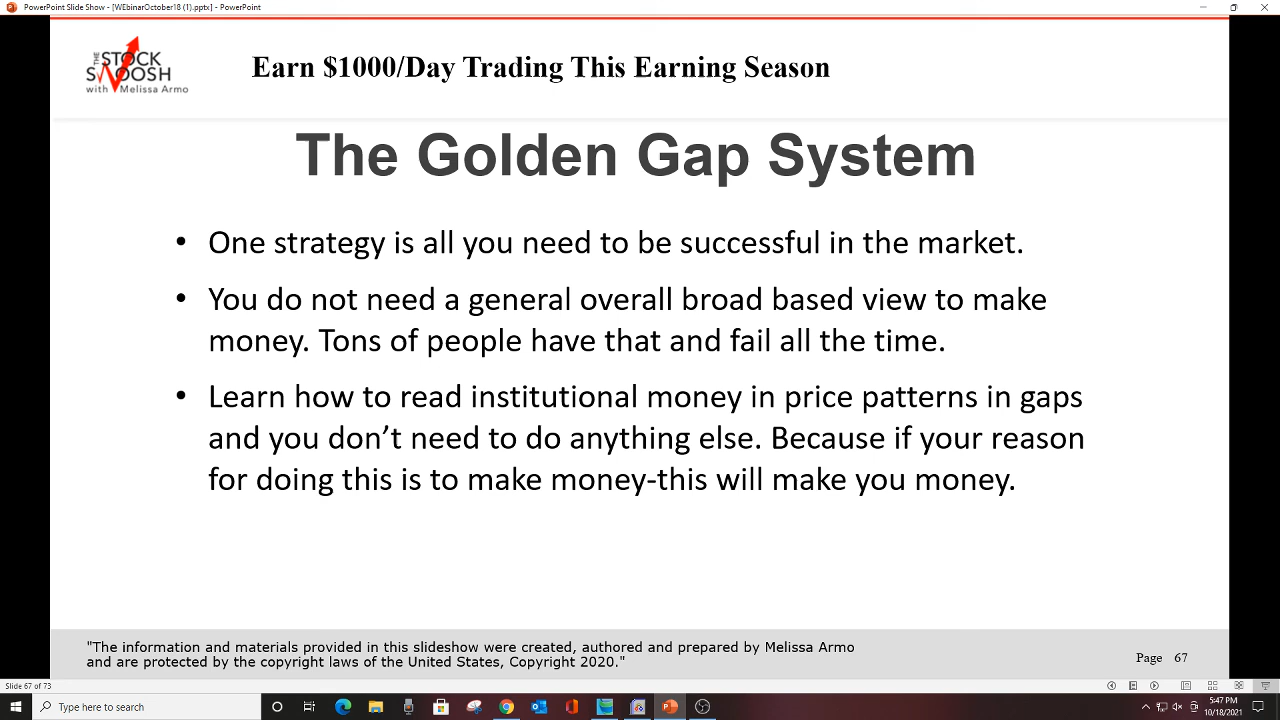 PowerPoint Slide Show - [WEbinarOctober18 (1).pptx] - PowerPoint
THE
STOCK
SWOOSH
with Melissa Armo
Earn $1000/Day Trading This Earning Season
The Golden Gap System
• One strategy is all you need to be successful in the market.
• You do not need a general overall broad based view to make
money. Tons of people have that and fail all the time.
• Learn how to read institutional money in price patterns in gaps
and you don’t need to do anything else. Because if your reason
for doing this is to make money-this will make you money.
"The information and materials provided in this slideshow were created, authored and prepared by Melissa Armo
and are protected by the copyright laws of the United States, Copyright 2020."
Page 67
Slide 67 of 73
Type here to search
5:47 PM
10/18/2021